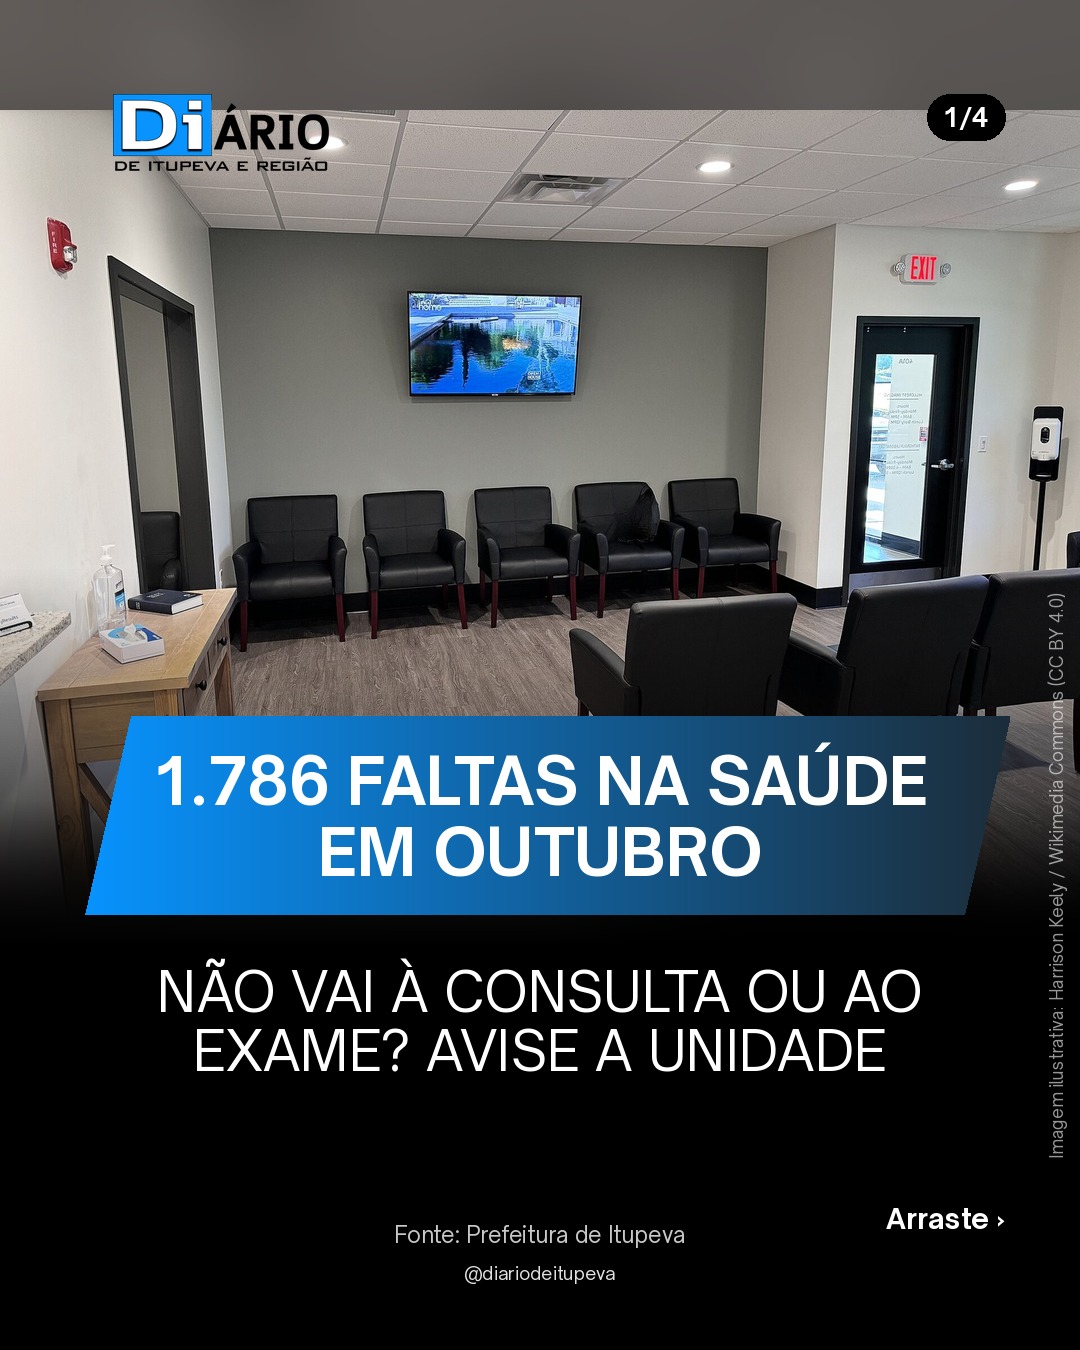 DiÁRIO
DE ITUPEVA E REGIÃO
1/4
FIRE
EXIT
401A
1.786 FALTAS NA SAÚDE
EM OUTUBRO
NÃO VAI À CONSULTA OU AO
EXAME? AVISE A UNIDADE
Imagem ilustrativa: Harrison Keely / Wikimedia Commons (CC BY 4.0)
Arraste ›
Fonte: Prefeitura de Itupeva
@diariodeitupeva